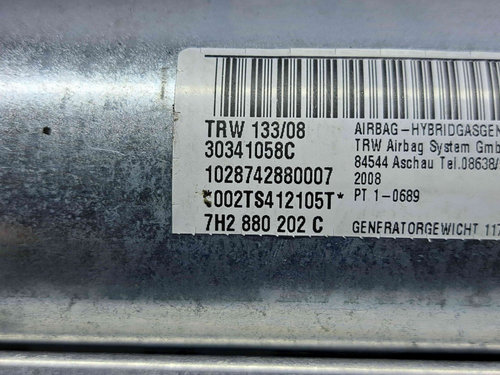 TRW 133/08
30341058C
1028742880007
*002TS412105T*
7H2 880 202 C
AIRBAG-HYBRIDGASGEN
TRW Airbag System Gmb
84544 Aschau Tel.08638/
2008
PT 1-0689
GENERATORGEWICHT 117